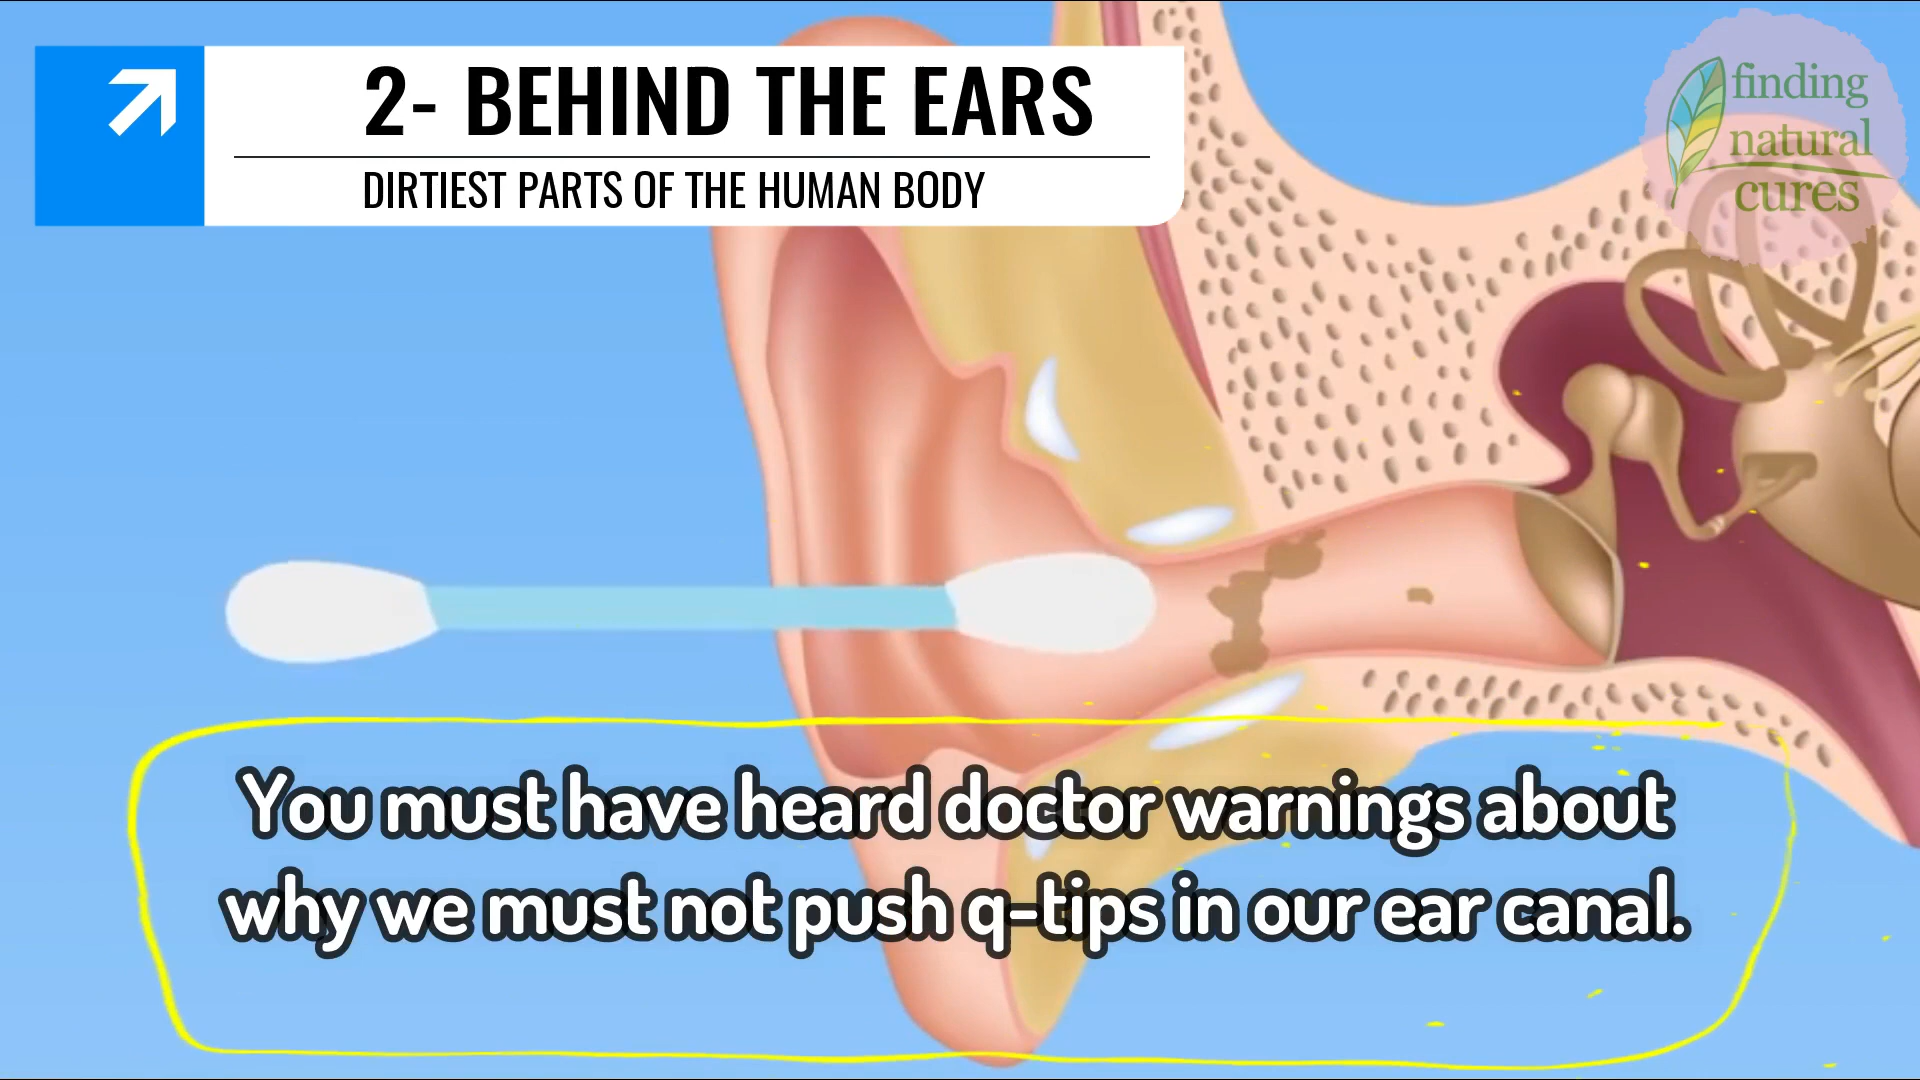 2- BEHIND THE EARS
DIRTIEST PARTS OF THE HUMAN BODY
finding
natural
cures
You must have heard doctor warnings about
why we must not push q-tips in our ear canal.